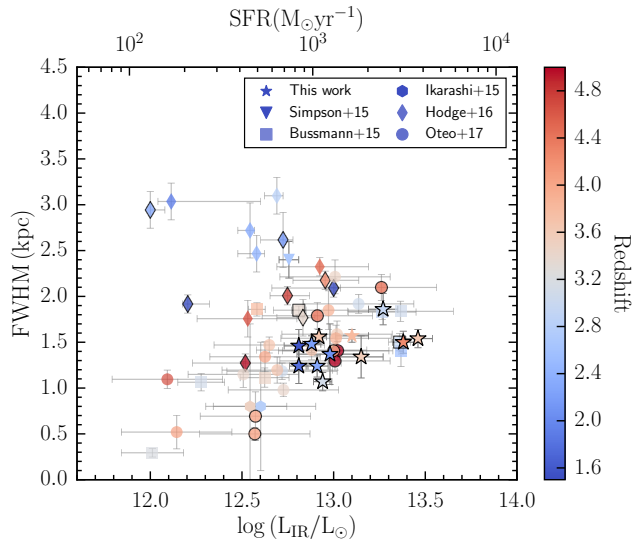 SFR(M⊙yr⁻¹)
10² 10³ 10⁴
This work Ikarashi+15
Simpson+15 Hodge+16
Bussmann+15 Oteo+17
FWHM (kpc)
4.5
4.0
3.5
3.0
2.5
2.0
1.5
1.0
0.5
0.0
12.0 12.5 13.0 13.5 14.0
log (L_IR/L⊙)
4.8
4.4
4.0
3.6
3.2
2.8
2.4
2.0
1.6
Redshift